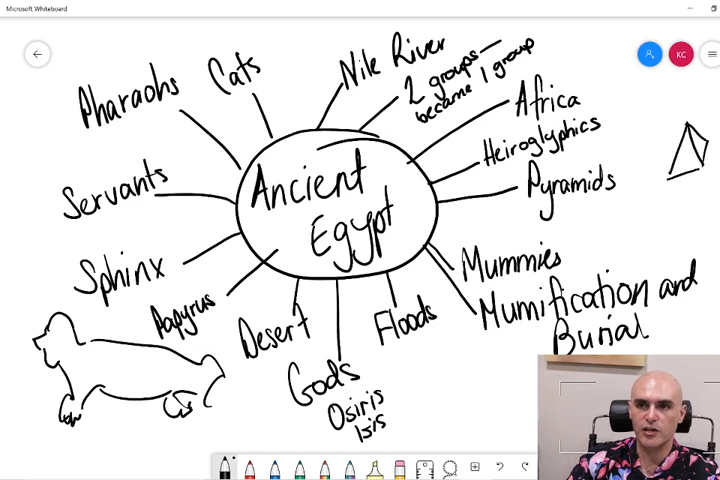 Microsoft Whiteboard
KC
Pharaohs
Cats
Nile River
2 groups—
became 1 group
Africa
Heiroglyphics
Pyramids
Servants
Ancient
Egypt
Sphinx
Mummies
Mumification and
Burial
Papyrus
Desert
Floods
Gods
Osiris
Isis